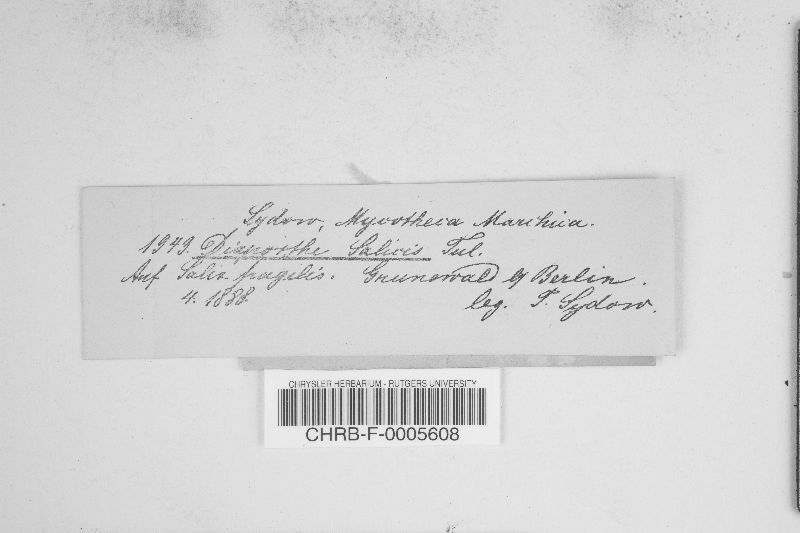 Sydow, Mycotheca Marchica.
1949. Diaporthe Salicis Tul.
Auf Salix fragilis. Grunewald b/ Berlin.
4. 1888. leg. P. Sydow.
CHRYSLER HERBARIUM - RUTGERS UNIVERSITY
CHRB-F-0005608